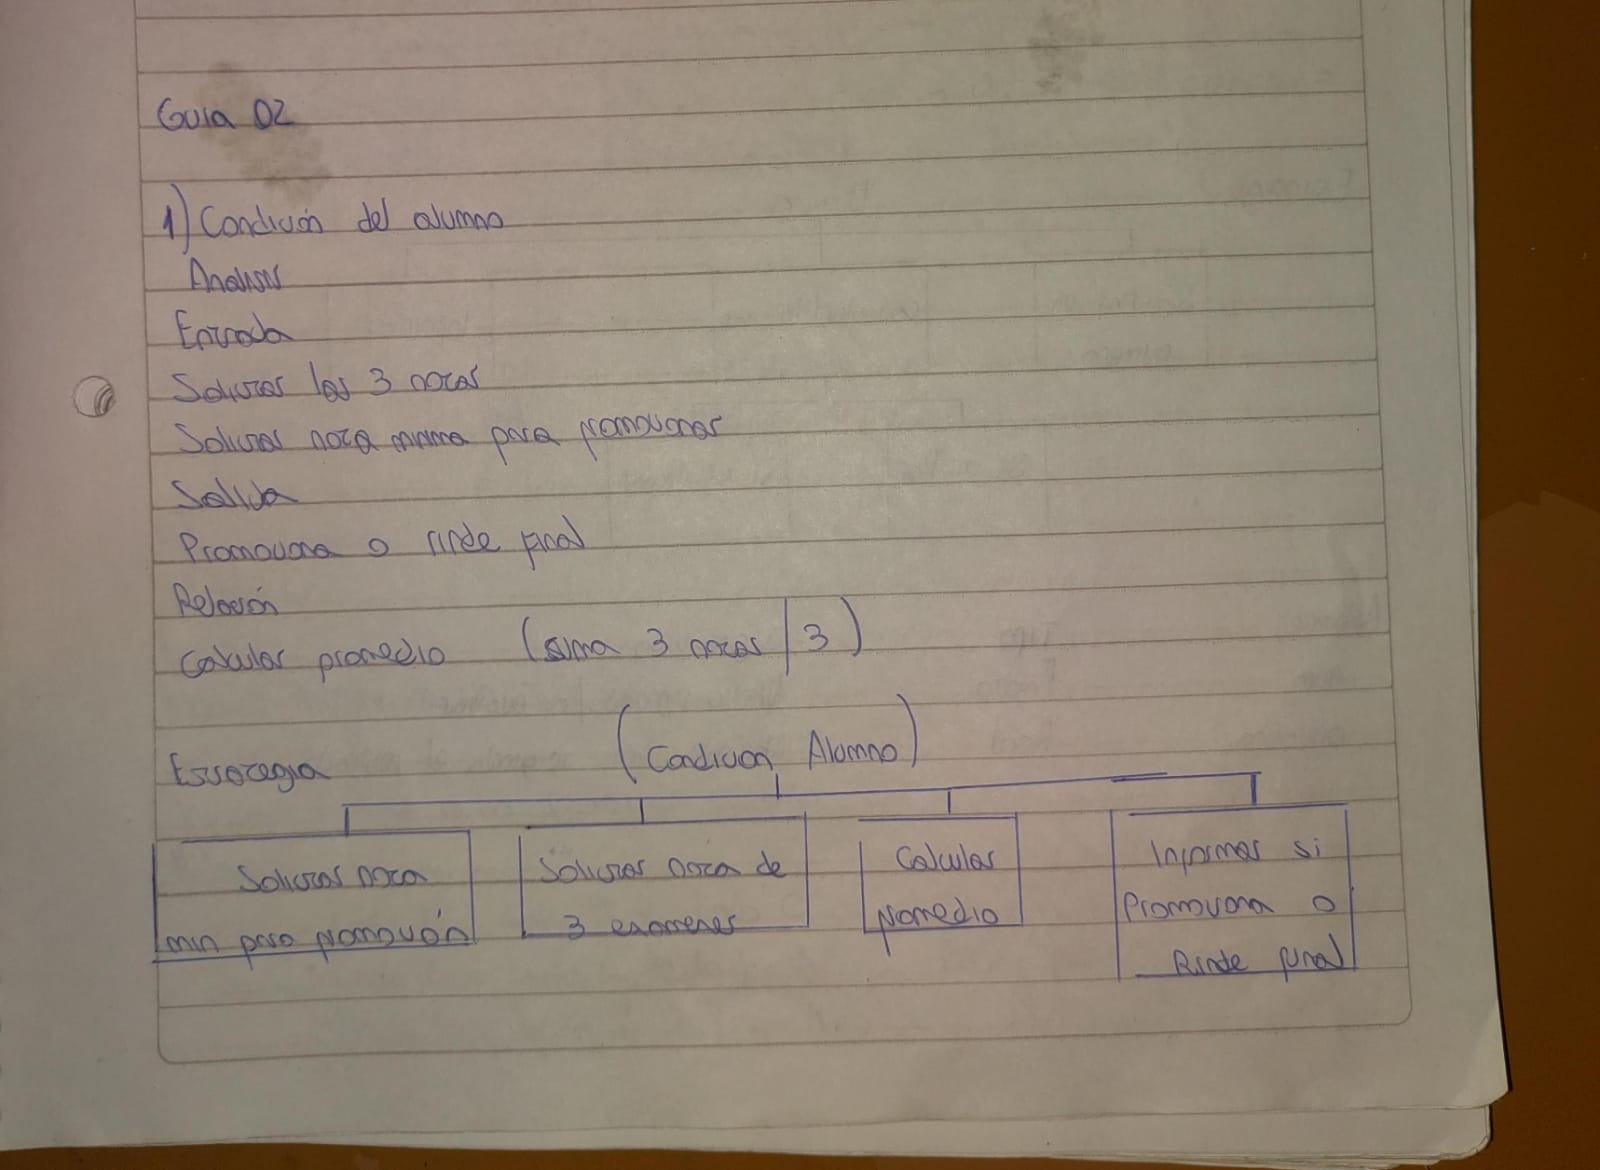 Guia 02
1) Condición del alumno
Analisis
Entrada
Solicitar las 3 notas
Solicitar nota minima para promocionar
Salida
Promociona o rinde final
Relación
Calcular promedio (suma 3 notas / 3)
Estrategia (Condicion Alumno)
Solicitar nota min para promoción
Solicitar nota de 3 examenes
Calcular promedio
Informar si Promociona o Rinde final